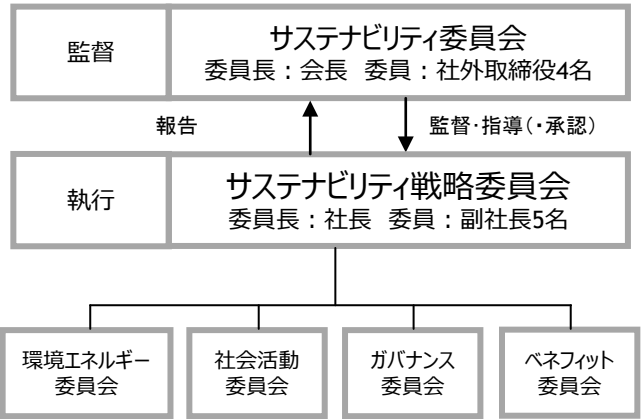 監督
サステナビリティ委員会
委員長：会長 委員：社外取締役4名
報告
監督･指導(･承認)
執行
サステナビリティ戦略委員会
委員長：社長 委員：副社長5名
環境エネルギー
委員会
社会活動
委員会
ガバナンス
委員会
ベネフィット
委員会